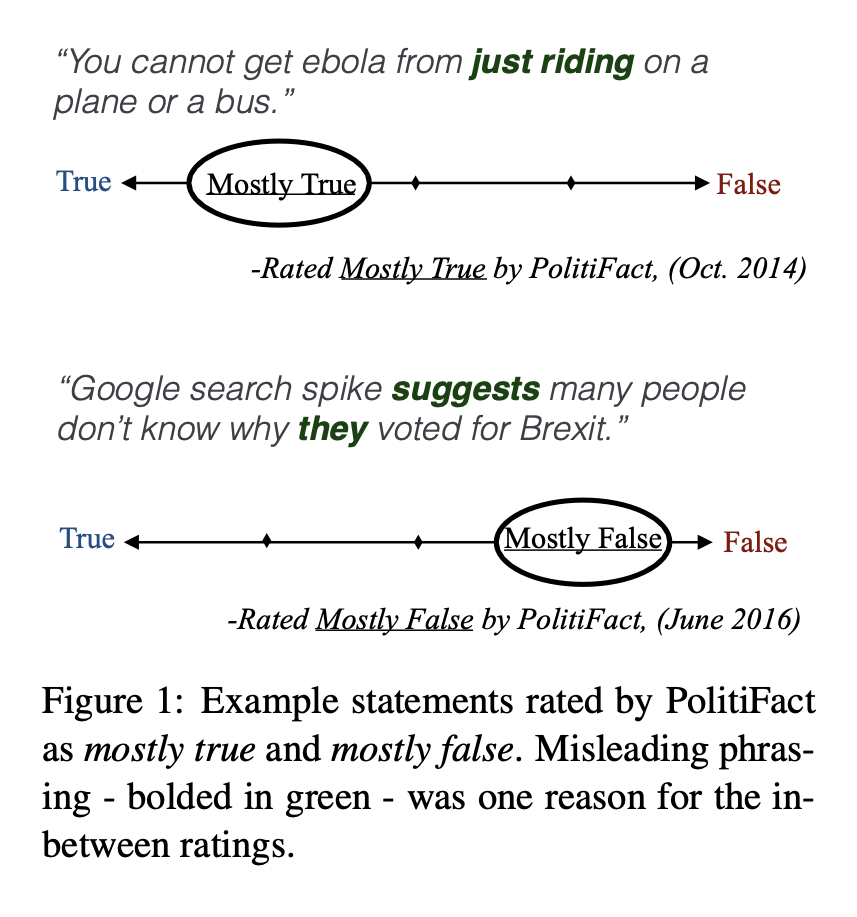 “You cannot get ebola from just riding on a
plane or a bus.”
True Mostly True False
-Rated Mostly True by PolitiFact, (Oct. 2014)
“Google search spike suggests many people
don’t know why they voted for Brexit.”
True Mostly False False
-Rated Mostly False by PolitiFact, (June 2016)
Figure 1: Example statements rated by PolitiFact
as mostly true and mostly false. Misleading phras-
ing - bolded in green - was one reason for the in-
between ratings.